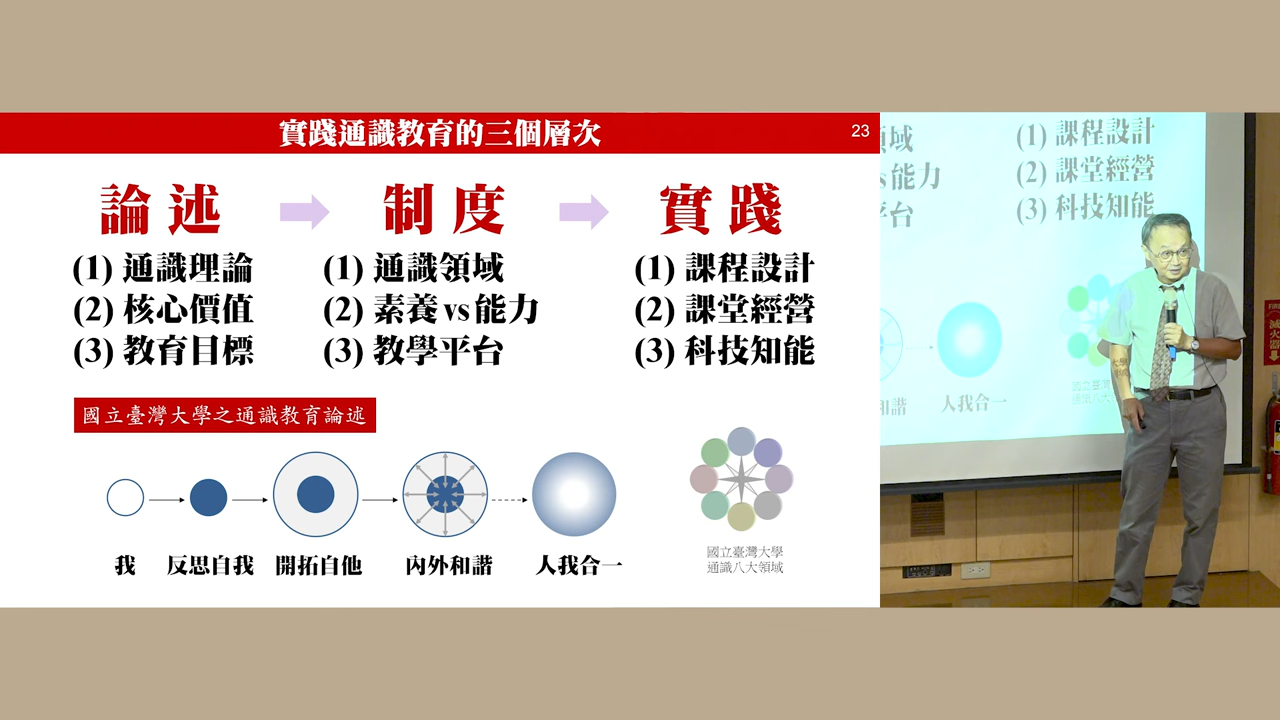 實踐通識教育的三個層次
23
論述
制度
實踐
(1) 通識理論
(2) 核心價值
(3) 教育目標
(1) 通識領域
(2) 素養vs能力
(3) 教學平台
(1) 課程設計
(2) 課堂經營
(3) 科技知能
國立臺灣大學之通識教育論述
我
反思自我
開拓自他
內外和諧
人我合一
國立臺灣大學
通識八大領域
域
s能力
平台
(1) 課程設計
(2) 課堂經營
(3) 科技知能
和諧
人我合一
國立臺灣
通識八大
滅火器